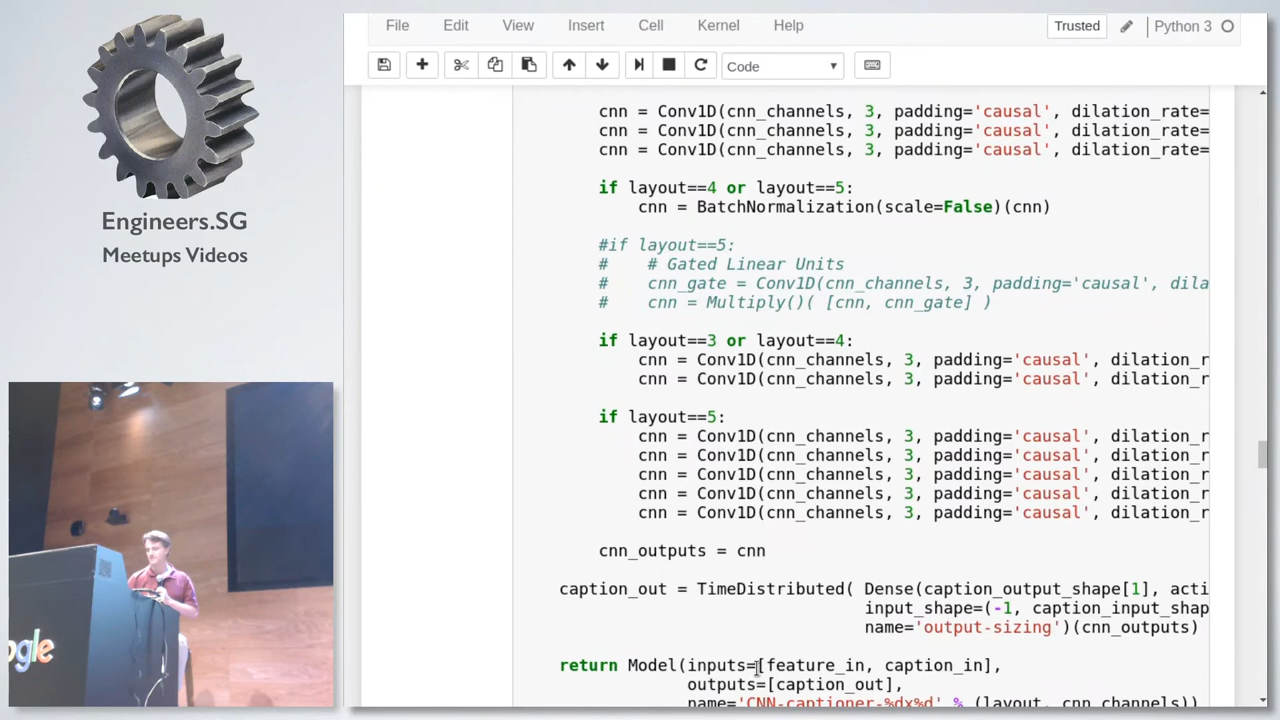 Engineers.SG
Meetups Videos
File Edit View Insert Cell Kernel Help
Trusted
Python 3
Code
cnn = Conv1D(cnn_channels, 3, padding='causal', dilation_rate=
cnn = Conv1D(cnn_channels, 3, padding='causal', dilation_rate=
cnn = Conv1D(cnn_channels, 3, padding='causal', dilation_rate=
if layout==4 or layout==5:
cnn = BatchNormalization(scale=False)(cnn)
#if layout==5:
#    # Gated Linear Units
#    cnn_gate = Conv1D(cnn_channels, 3, padding='causal', dila
#    cnn = Multiply()( [cnn, cnn_gate] )
if layout==3 or layout==4:
cnn = Conv1D(cnn_channels, 3, padding='causal', dilation_r
cnn = Conv1D(cnn_channels, 3, padding='causal', dilation_r
if layout==5:
cnn = Conv1D(cnn_channels, 3, padding='causal', dilation_r
cnn = Conv1D(cnn_channels, 3, padding='causal', dilation_r
cnn = Conv1D(cnn_channels, 3, padding='causal', dilation_r
cnn = Conv1D(cnn_channels, 3, padding='causal', dilation_r
cnn = Conv1D(cnn_channels, 3, padding='causal', dilation_r
cnn_outputs = cnn
caption_out = TimeDistributed( Dense(caption_output_shape[1], acti
input_shape=(-1, caption_input_shap
name='output-sizing')(cnn_outputs)
return Model(inputs=[feature_in, caption_in],
outputs=[caption_out],
name='CNN-captioner-%dx%d' % (layout, cnn_channels))
ogle